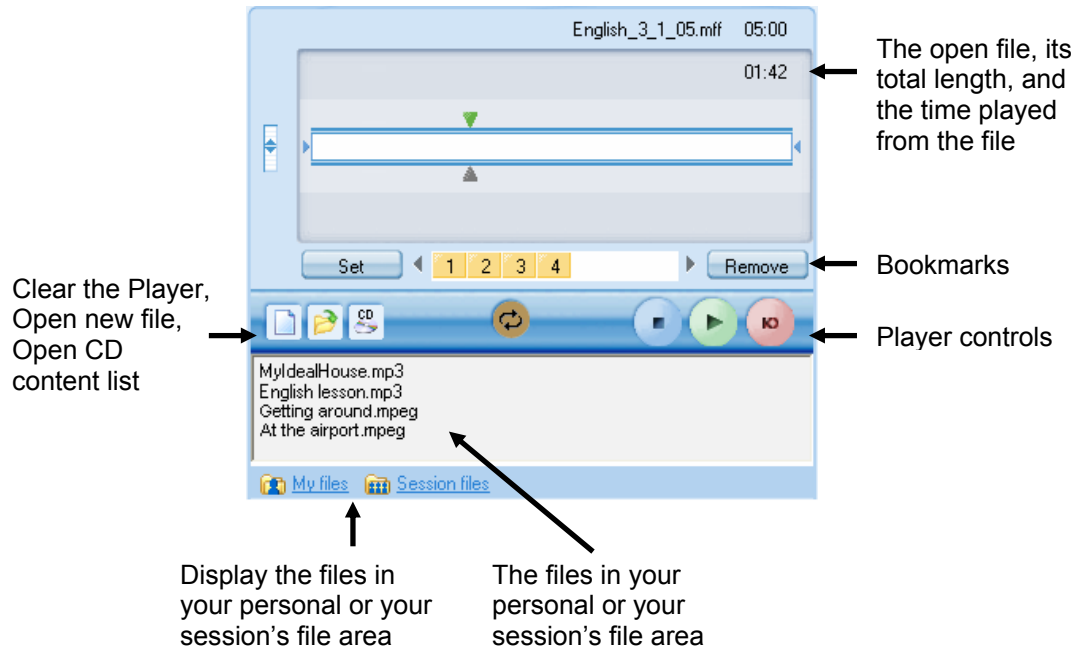 English_3_1_05.mff 05:00
01:42
The open file, its
total length, and
the time played
from the file
Set 1 2 3 4 Remove
Bookmarks
Clear the Player,
Open new file,
Open CD
content list
CD
Player controls
MyIdealHouse.mp3
English lesson.mp3
Getting around.mpeg
At the airport.mpeg
My files Session files
Display the files in
your personal or your
session's file area
The files in your
personal or your
session's file area